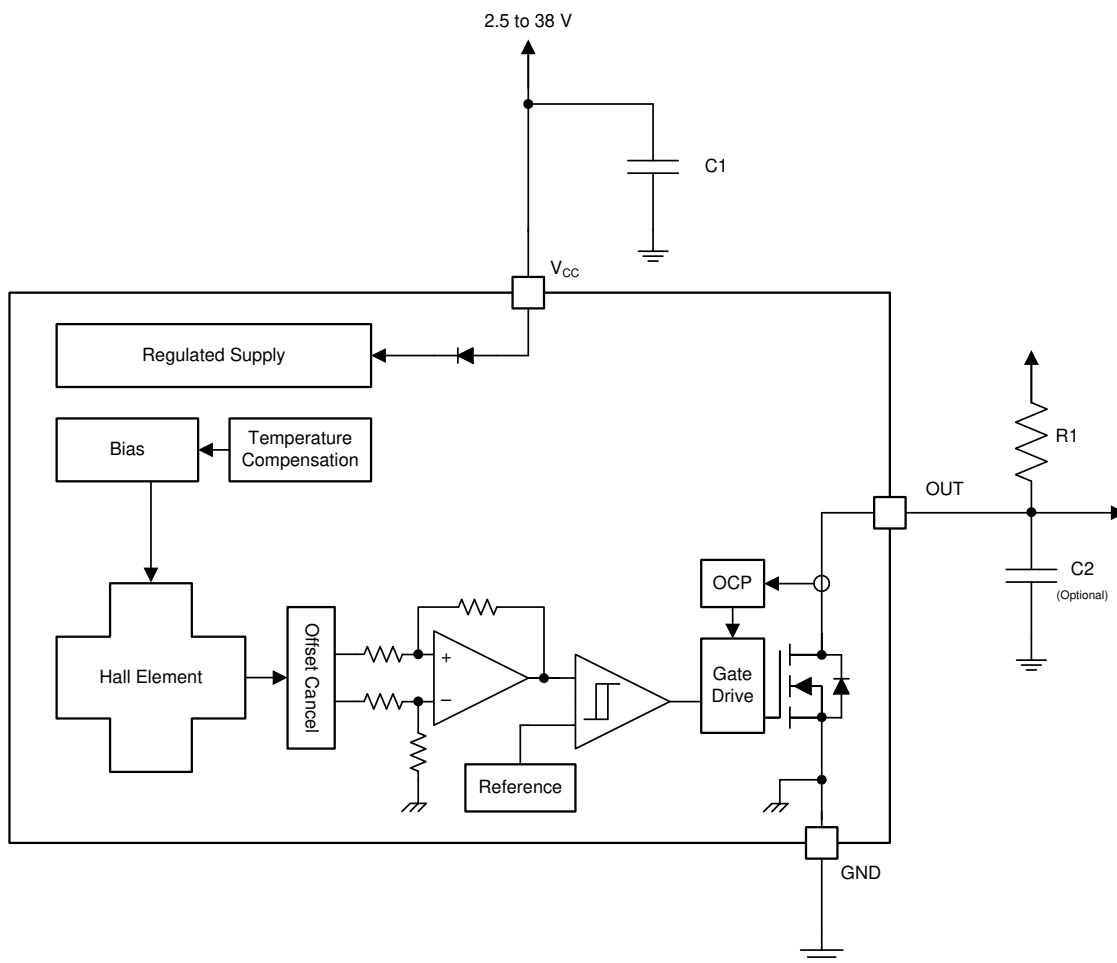 2.5 to 38 V
C1
VCC
Regulated Supply
Bias
Temperature
Compensation
R1
OUT
C2
(Optional)
OCP
Hall Element
Offset Cancel
+
–
Gate
Drive
Reference
GND